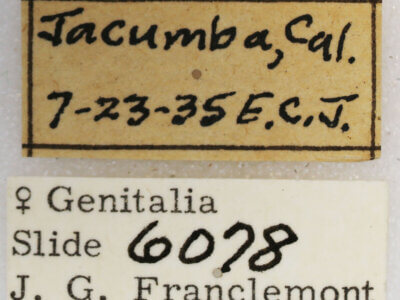 Jacumba, Cal.
7-23-35 E.C.J.
♀ Genitalia
Slide 6078
J. G. Franclemont